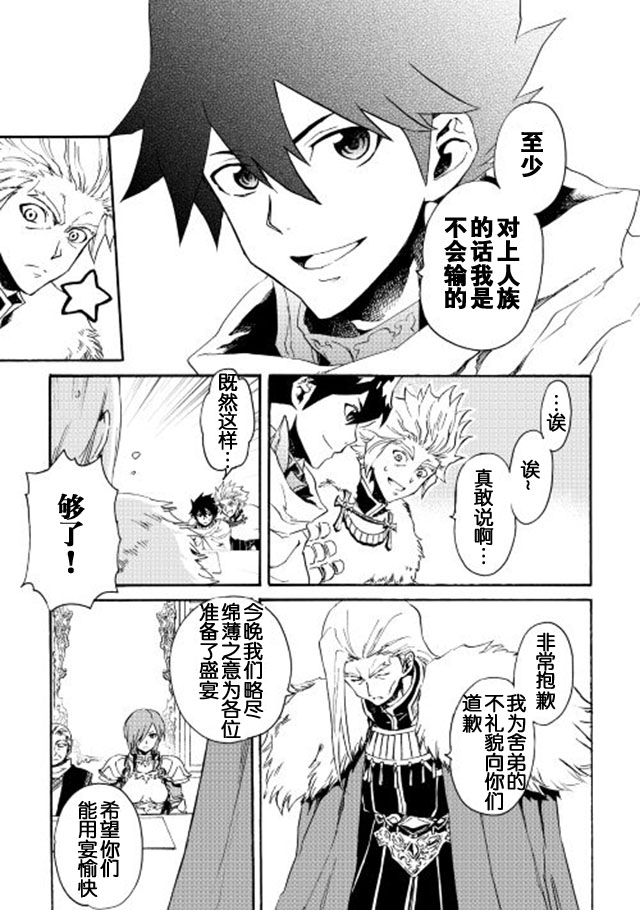 至少
对上人族
的话我是
不会输的
…诶
诶~
真敢说啊…
既然这样…
够了！
非常抱歉
我为舍弟的
不礼貌向你们
道歉
今晚我们略尽
绵薄之意为各位
准备了盛宴
希望你们
能用宴愉快